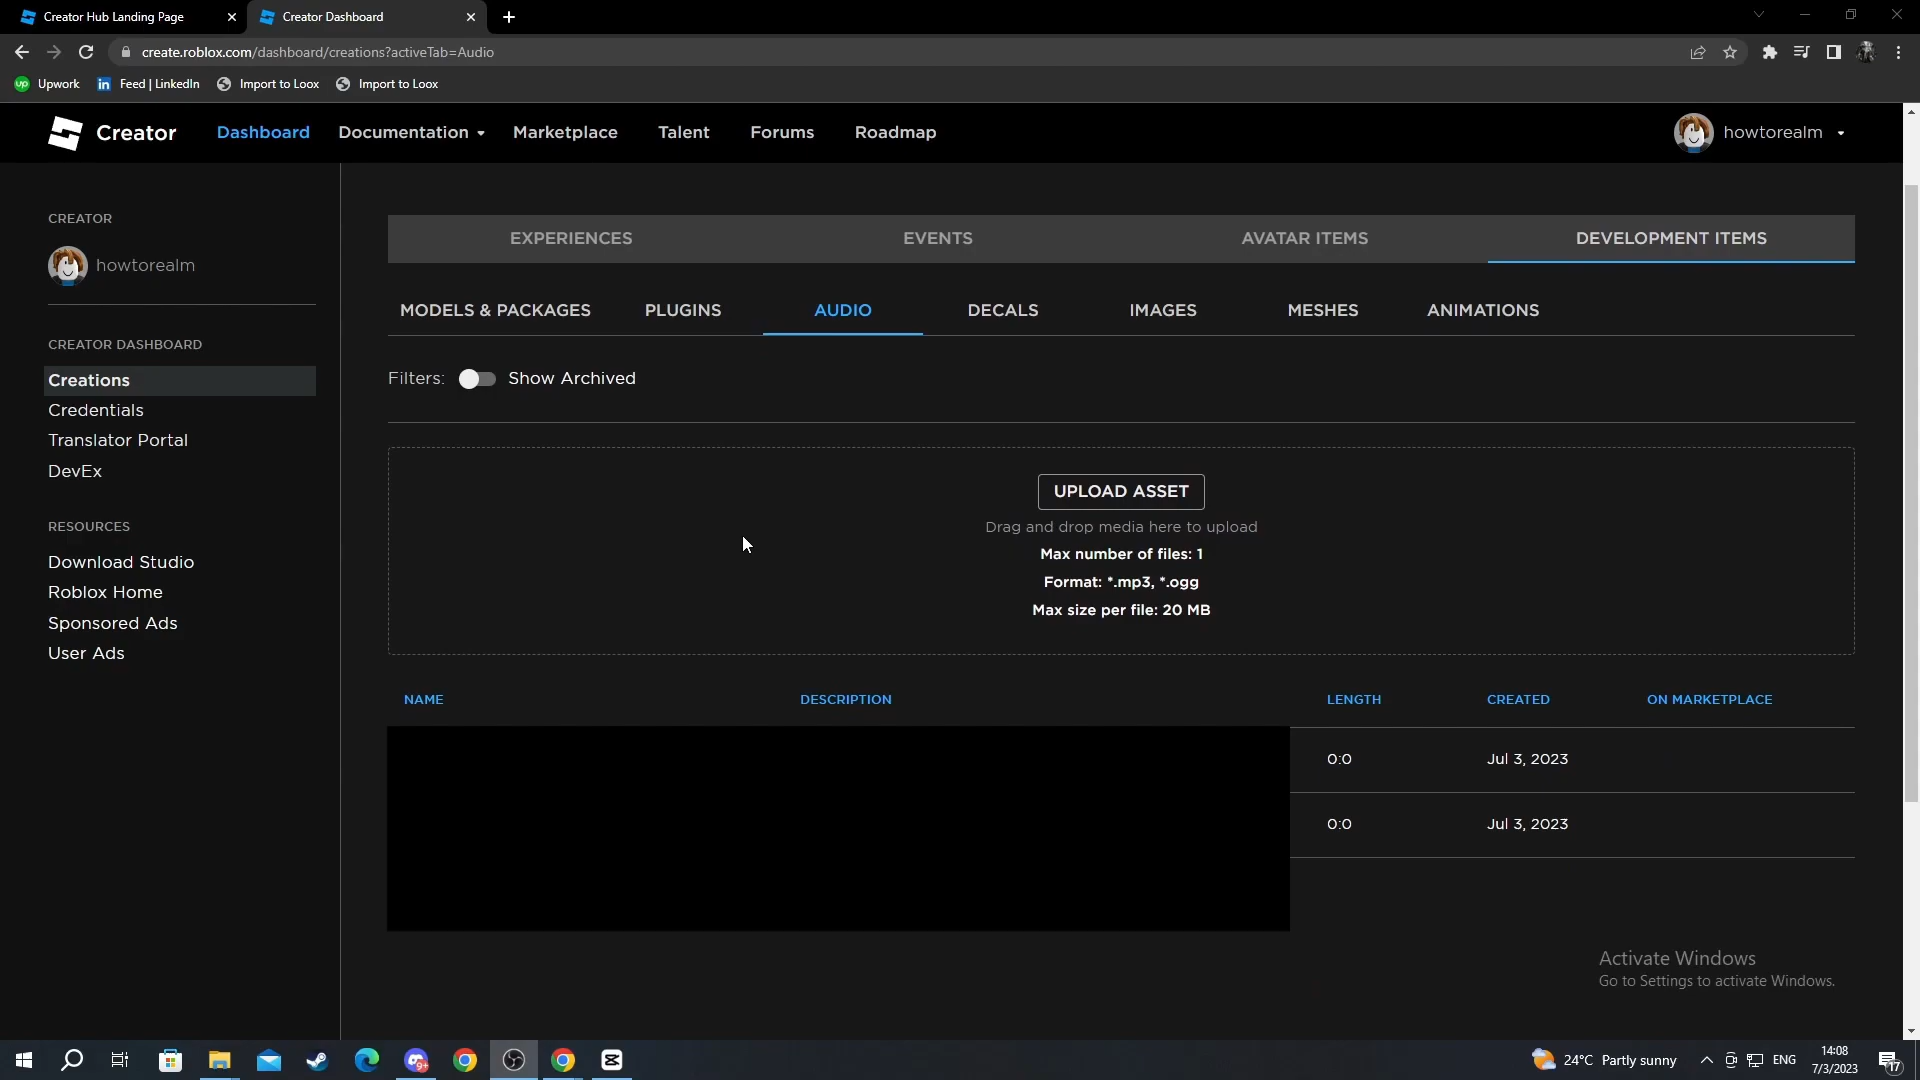 Creator Hub Landing Page
Creator Dashboard
create.roblox.com/dashboard/creations?activeTab=Audio
up Upwork
in Feed | LinkedIn
Import to Loox
Import to Loox
Creator
Dashboard
Documentation
Marketplace
Talent
Forums
Roadmap
howtorealm
CREATOR
howtorealm
CREATOR DASHBOARD
Creations
Credentials
Translator Portal
DevEx
RESOURCES
Download Studio
Roblox Home
Sponsored Ads
User Ads
EXPERIENCES
EVENTS
AVATAR ITEMS
DEVELOPMENT ITEMS
MODELS & PACKAGES
PLUGINS
AUDIO
DECALS
IMAGES
MESHES
ANIMATIONS
Filters:
Show Archived
UPLOAD ASSET
Drag and drop media here to upload
Max number of files: 1
Format: *.mp3, *.ogg
Max size per file: 20 MB
NAME
DESCRIPTION
LENGTH
CREATED
ON MARKETPLACE
0:0
Jul 3, 2023
0:0
Jul 3, 2023
Activate Windows
Go to Settings to activate Windows.
9+
24°C Partly sunny
ENG
14:08
7/3/2023
17